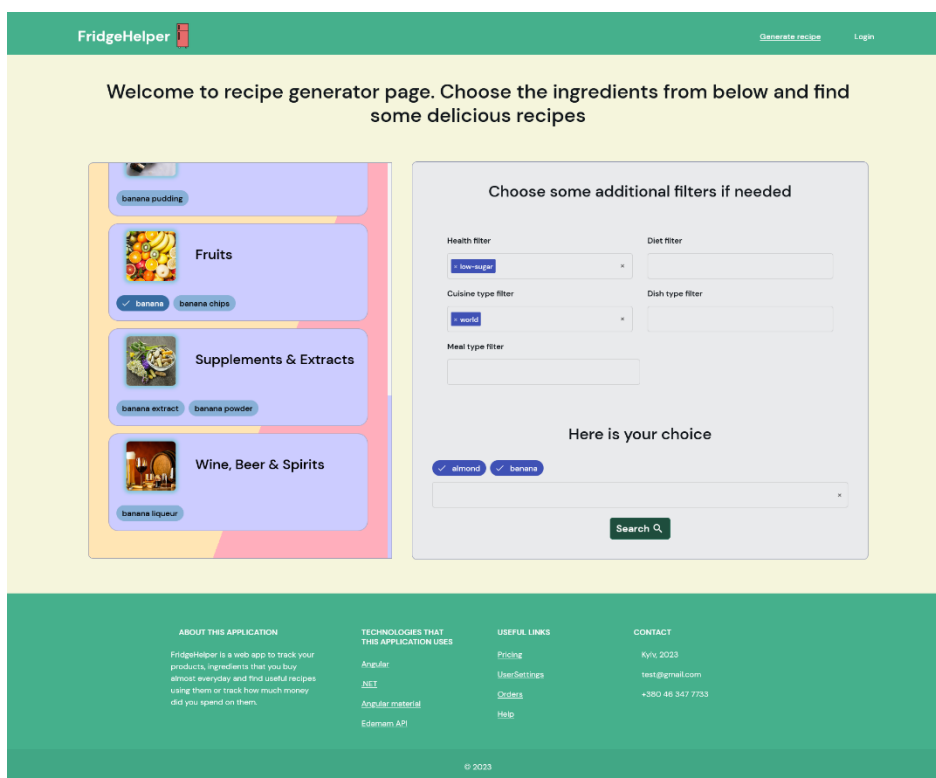 FridgeHelper
Generate recipe
Login
Welcome to recipe generator page. Choose the ingredients from below and find
some delicious recipes
banana pudding
Fruits
banana
banana chips
Supplements & Extracts
banana extract
banana powder
Wine, Beer & Spirits
banana liqueur
Choose some additional filters if needed
Health filter
Diet filter
× low-sugar
×
Cuisine type filter
Dish type filter
× world
×
Meal type filter
Here is your choice
almond
banana
×
Search
ABOUT THIS APPLICATION
FridgeHelper is a web app to track your
products, ingredients that you buy
almost everyday and find useful recipes
using them or track how much money
did you spend on them.
TECHNOLOGIES THAT
THIS APPLICATION USES
Angular
.NET
Angular material
Edamam API
USEFUL LINKS
Pricing
UserSettings
Orders
Help
CONTACT
Kyiv, 2023
test@gmail.com
+380 46 347 7733
© 2023